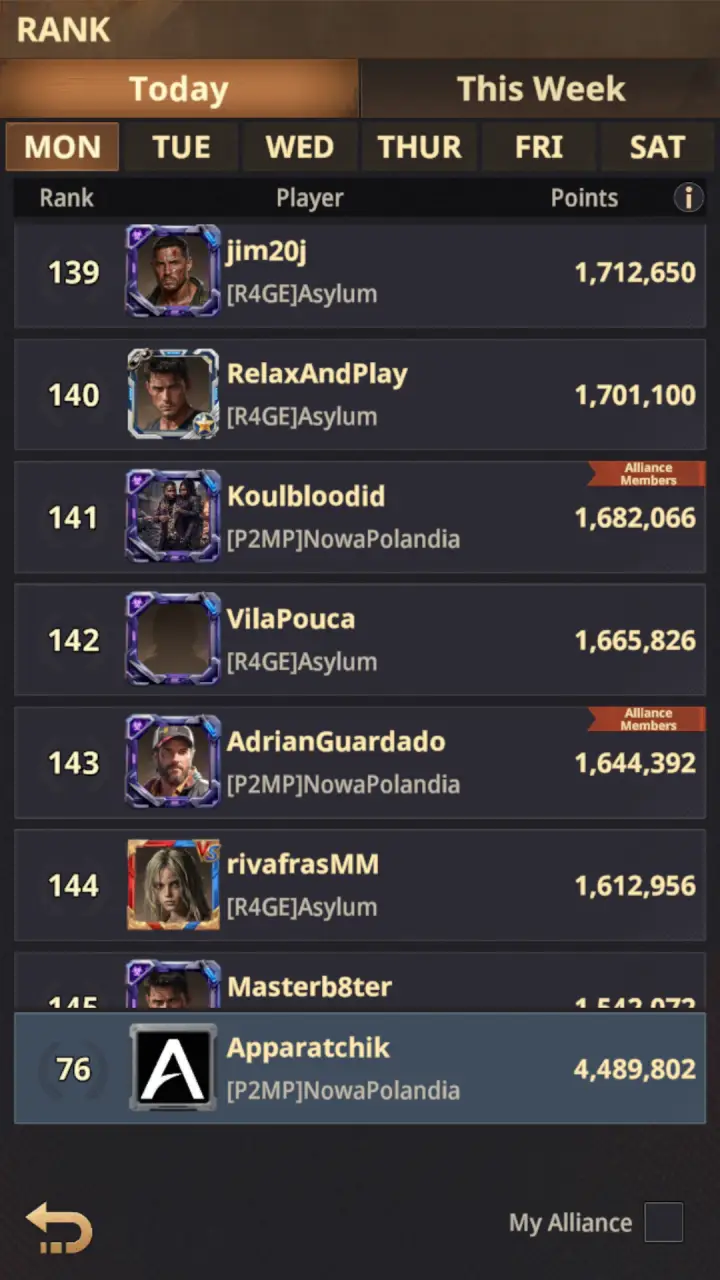 RANK
Today
This Week
MON
TUE
WED
THUR
FRI
SAT
Rank
Player
Points
i
139
jim20j
[R4GE]Asylum
1,712,650
140
RelaxAndPlay
[R4GE]Asylum
1,701,100
141
Koulbloodid
[P2MP]NowaPolandia
Alliance
Members
1,682,066
142
VilaPouca
[R4GE]Asylum
1,665,826
143
AdrianGuardado
[P2MP]NowaPolandia
Alliance
Members
1,644,392
144
VS
rivafrasMM
[R4GE]Asylum
1,612,956
145
Masterb8ter
76
Apparatchik
[P2MP]NowaPolandia
4,489,802
My Alliance